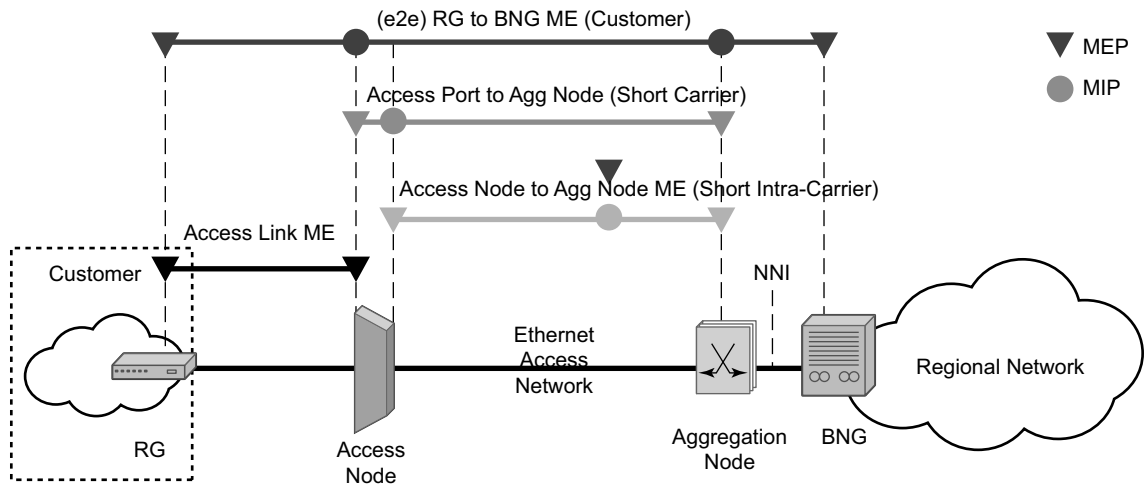 (e2e) RG to BNG ME (Customer)
MEP
MIP
Access Port to Agg Node (Short Carrier)
Access Node to Agg Node ME (Short Intra-Carrier)
Access Link ME
Customer
NNI
Ethernet
Access
Network
Regional Network
RG
Access
Node
Aggregation
Node
BNG